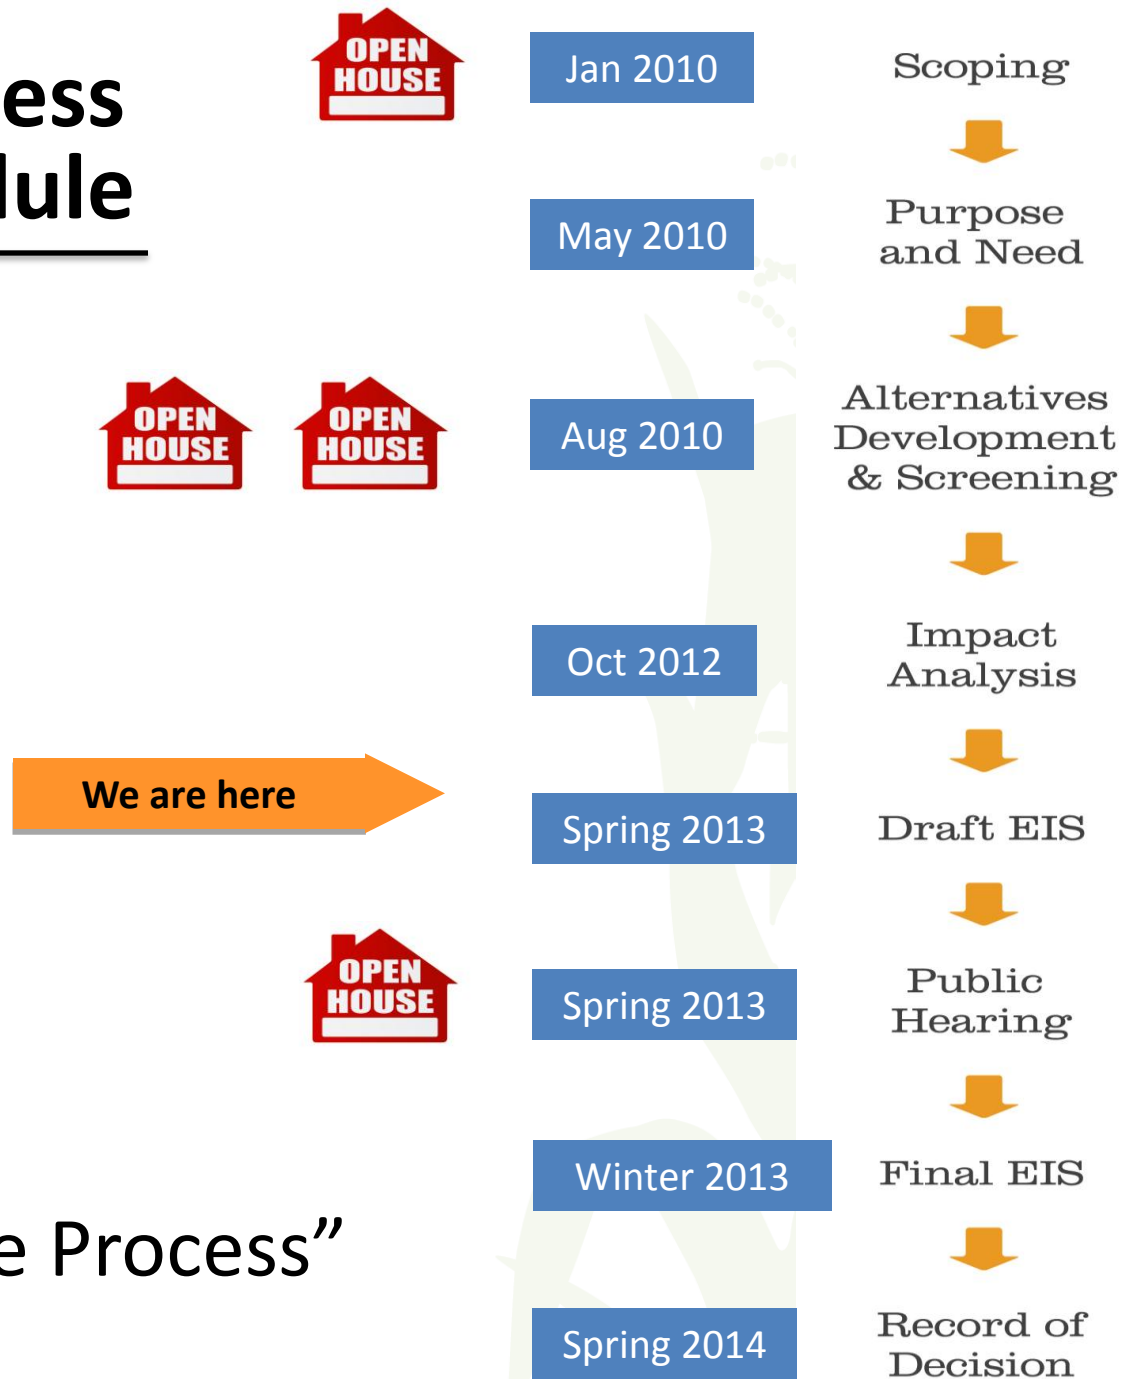 ess
dule
OPEN
HOUSE
Jan 2010
Scoping
May 2010
Purpose
and Need
OPEN
HOUSE
OPEN
HOUSE
Aug 2010
Alternatives
Development
& Screening
Oct 2012
Impact
Analysis
We are here
Spring 2013
Draft EIS
OPEN
HOUSE
Spring 2013
Public
Hearing
Winter 2013
Final EIS
e Process”
Spring 2014
Record of
Decision